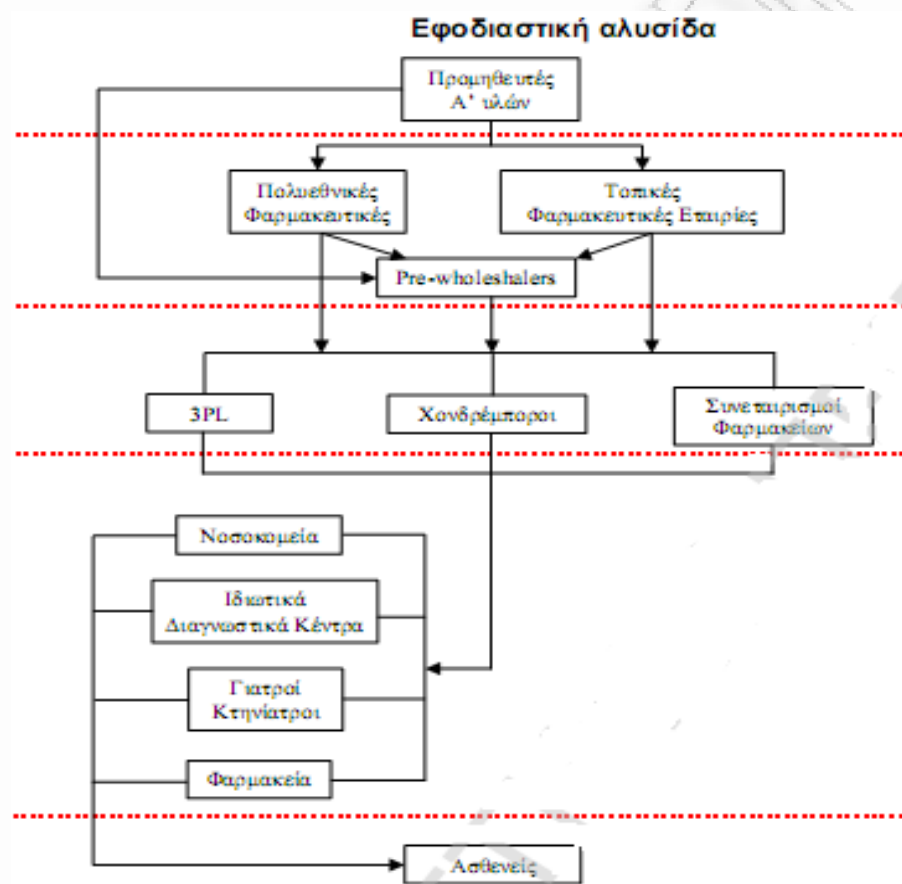 Εφοδιαστική αλυσίδα
Προμηθευτές
Α' υλών
Πολυεθνικές
Φαρμακευτικές
Τοπικές
Φαρμακευτικές Εταιρίες
Pre-wholeshalers
3PL
Χονδρέμποροι
Συνεταιρισμοί
Φαρμακείων
Νοσοκομεία
Ιδιωτικά
Διαγνωστικά Κέντρα
Γιατροί
Κτηνίατροι
Φαρμακεία
Ασθενείς